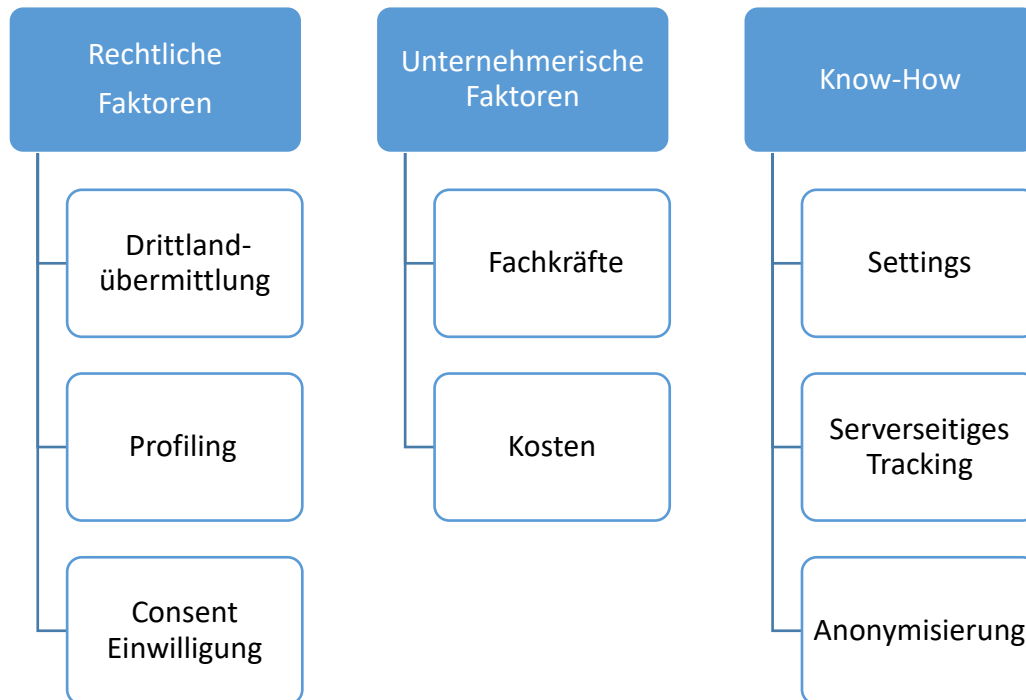 Rechtliche
Faktoren
Drittland-
übermittlung
Profiling
Consent
Einwilligung
Unternehmerische
Faktoren
Fachkräfte
Kosten
Know-How
Settings
Serverseitiges
Tracking
Anonymisierung